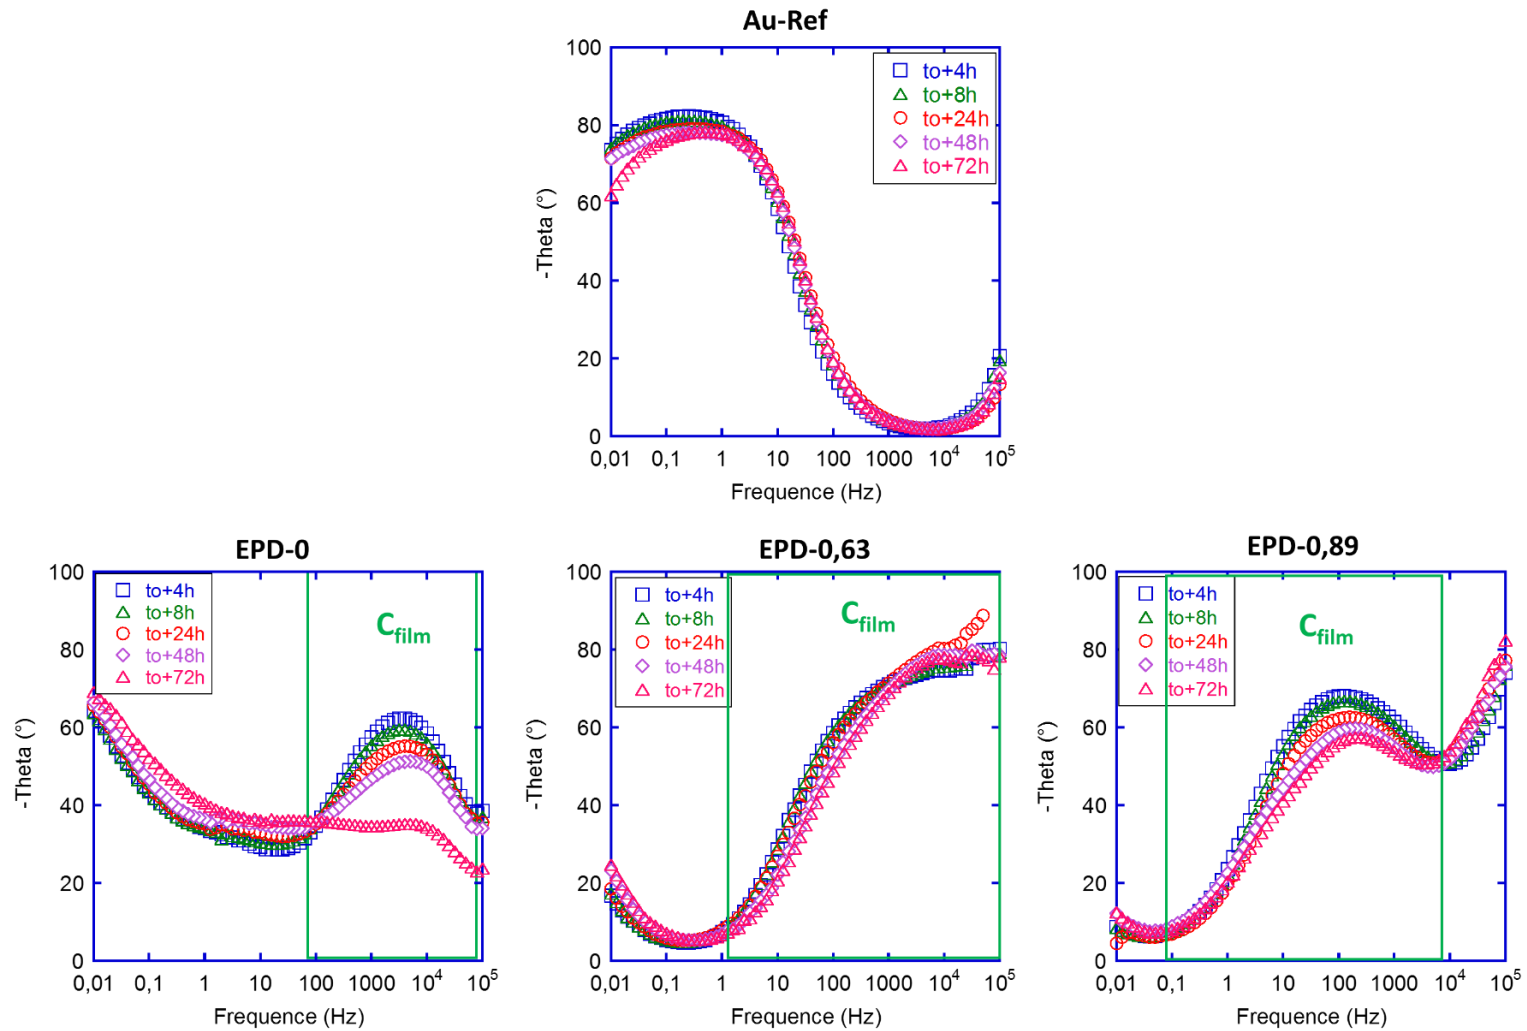 Au-Ref
100
80
60
40
20
0
-Theta (°)
to+4h
to+8h
to+24h
to+48h
to+72h
0,01 0,1 1 10 100 1000 10⁴ 10⁵
Frequence (Hz)
EPD-0
100
80
60
40
20
0
-Theta (°)
to+4h
to+8h
to+24h
to+48h
to+72h
Cfilm
0,01 0,1 1 10 100 1000 10⁴ 10⁵
Frequence (Hz)
EPD-0,63
100
80
60
40
20
0
-Theta (°)
to+4h
to+8h
to+24h
to+48h
to+72h
Cfilm
0,01 0,1 1 10 100 1000 10⁴ 10⁵
Frequence (Hz)
EPD-0,89
100
80
60
40
20
0
-Theta (°)
to+4h
to+8h
to+24h
to+48h
to+72h
Cfilm
0,01 0,1 1 10 100 1000 10⁴ 10⁵
Frequence (Hz)